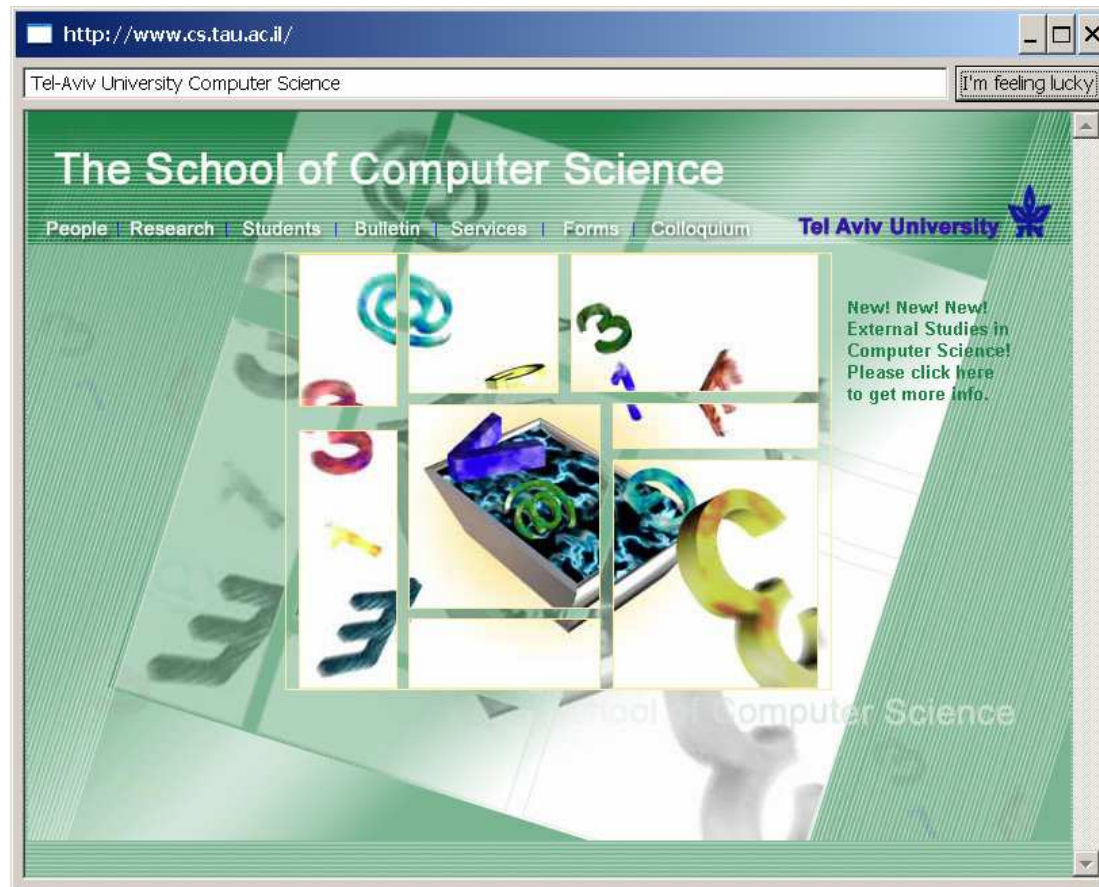 http://www.cs.tau.ac.il/
Tel-Aviv University Computer Science
I'm feeling lucky
The School of Computer Science
People | Research | Students | Bulletin | Services | Forms | Colloquium
Tel Aviv University
New! New! New!
External Studies in
Computer Science!
Please click here
to get more info.
School of Computer Science